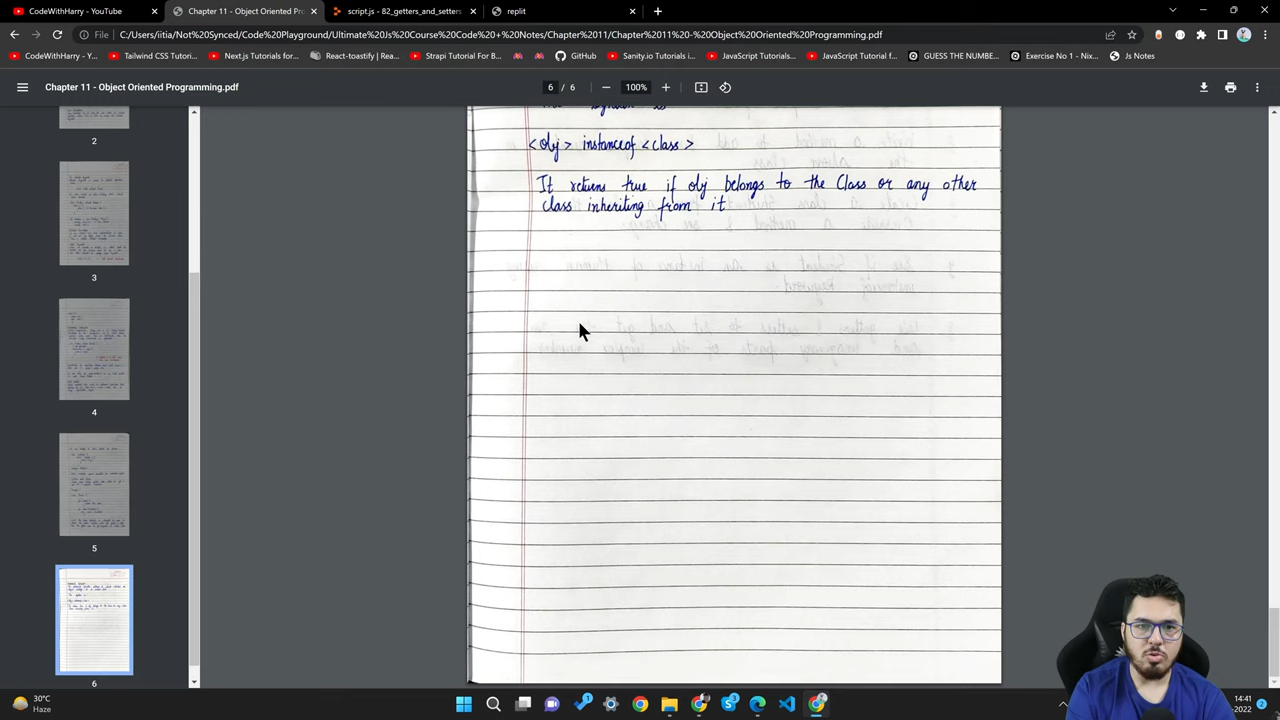 CodeWithHarry - YouTube
Chapter 11 - Object Oriented Pro
script.js - 82_getters_and_setters
replit
File
C:/Users/iitia/Not%20Synced/Code%20Playground/Ultimate%20Js%20Course%20Code%20+%20Notes/Chapter%2011/Chapter%2011%20-%20Object%20Oriented%20Programming.pdf
CodeWithHarry - Y...
Tailwind CSS - Yo...
Next.js Tutorials for...
React-toastify | Rea...
Strapi Tutorial For B...
GitHub
Sanity.io Tutorials i...
JavaScript Tutorials...
JavaScript Tutorial f...
GUESS THE NUMBE...
Exercise No 1 - Nix...
Js Notes
Chapter 11 - Object Oriented Programming.pdf
6 / 6
100%
<obj> instanceof <class>
It returns true if obj belongs to the Class or any other
class inheriting from it
2
3
4
5
6
30°C
Haze
14:41
2022